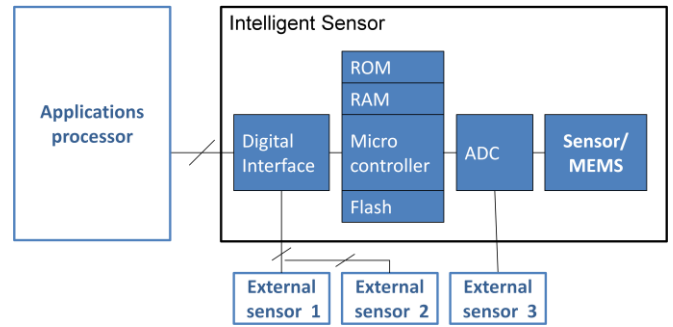 Intelligent Sensor
Applications
processor
ROM
RAM
Digital
Interface
Micro
controller
ADC
Sensor/
MEMS
Flash
External
sensor 1
External
sensor 2
External
sensor 3